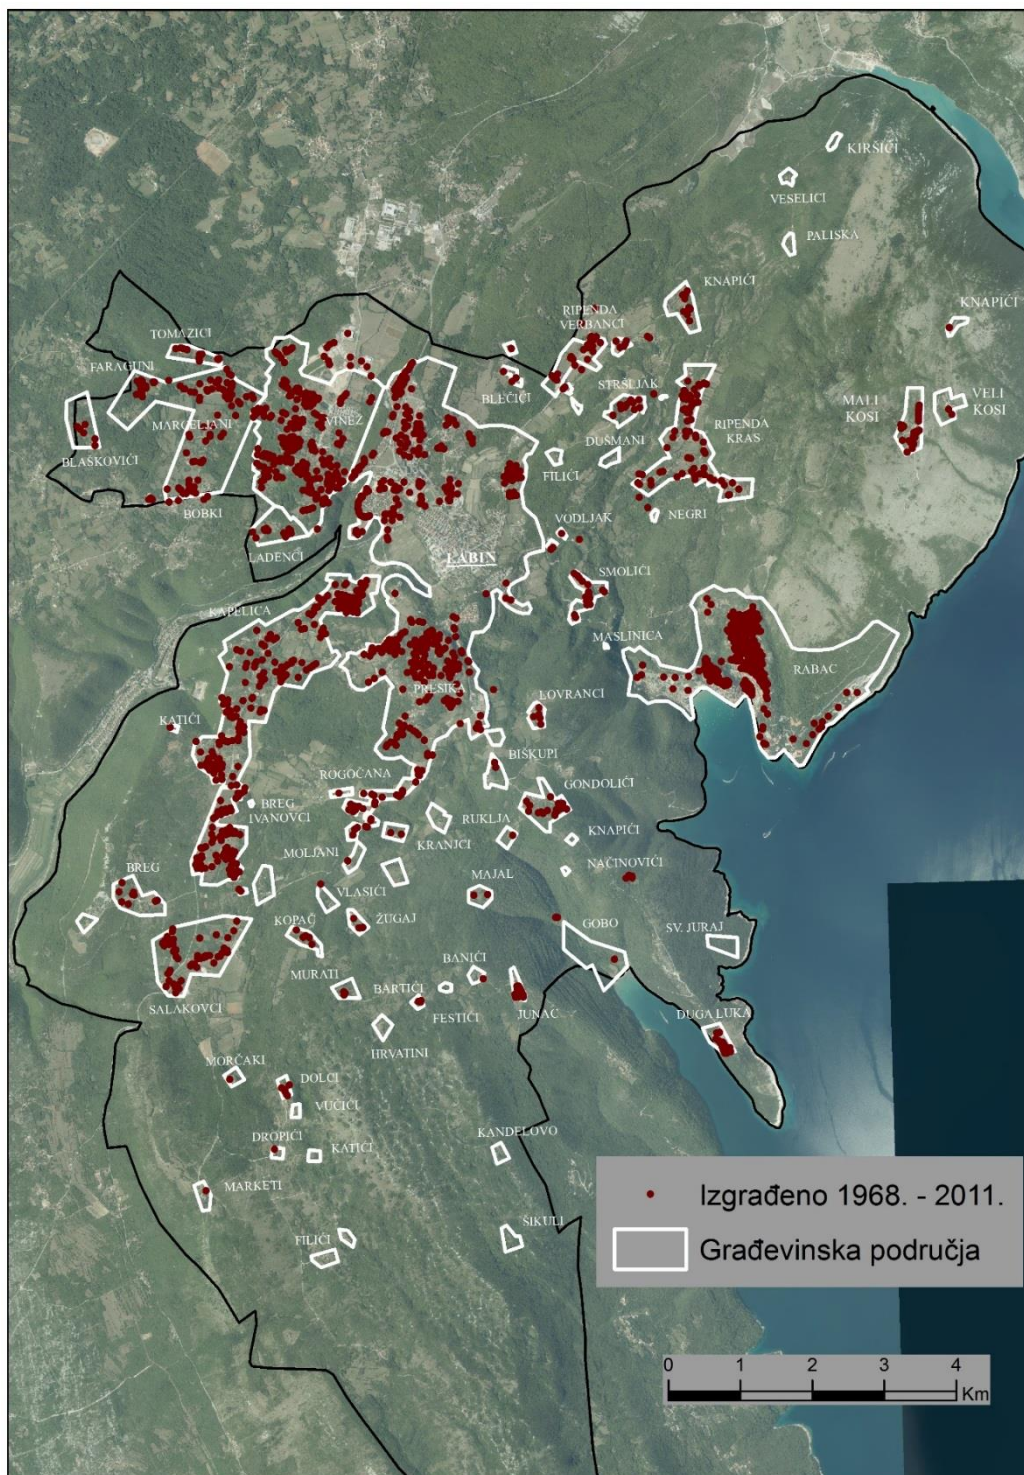 KIRŠIĆI
VESELICI
PALISKA
KNAPIĆI
KNAPIĆI
RIPENDA
VERBANCI
TOMAZICI
FARAGUNI
STRŠLJAK
BLEČIĆI
MALI
KOSI
VELI
KOSI
MARCELJANI
VINEŽ
RIPENDA
KRAS
DUŠMANI
BLAŠKOVIĆI
FILIĆI
BOBKI
NEGRI
VODLJAK
LADENCI
LABIN
SMOLIĆI
KAPELICA
MASLINICA
RABAC
PRESIKA
LOVRANCI
KATIĆI
BIŠKUPI
ROGOČANA
GONDOLIĆI
BREG
IVANOVCI
RUKLJA
KNAPIĆI
KRANJCI
MOLJANI
NAČINOVIĆI
BREG
MAJAL
VLASIĆI
ŽUGAJ
KOPAČ
GOBO
SV. JURAJ
BANIĆI
MURATI
BARTIĆI
SALAKOVCI
FESTIĆI
JUNAC
DUGA LUKA
HRVATINI
MORČAKI
DOLCI
VUČIĆI
DROPIĆI
KATIĆI
KANDELOVO
MARKETI
ŠIKULI
FILIĆI
Izgrađeno 1968. - 2011.
Građevinska područja
0 1 2 3 4
Km